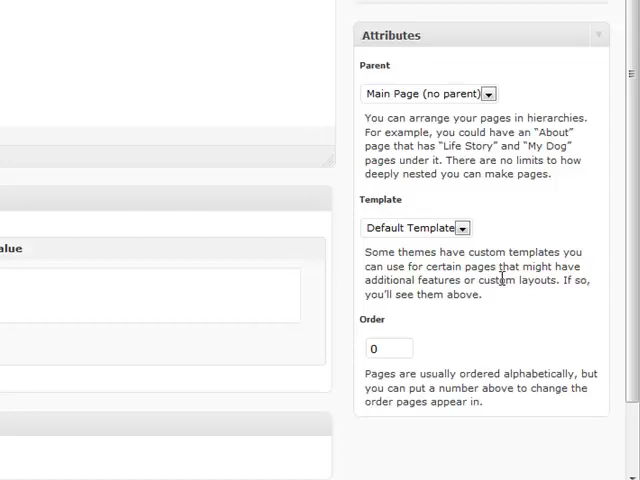 Attributes
Parent
Main Page (no parent)
You can arrange your pages in hierarchies.
For example, you could have an “About”
page that has “Life Story” and “My Dog”
pages under it. There are no limits to how
deeply nested you can make pages.
Template
Default Template
alue
Some themes have custom templates you
can use for certain pages that might have
additional features or custom layouts. If so,
you’ll see them above.
Order
0
Pages are usually ordered alphabetically, but
you can put a number above to change the
order pages appear in.